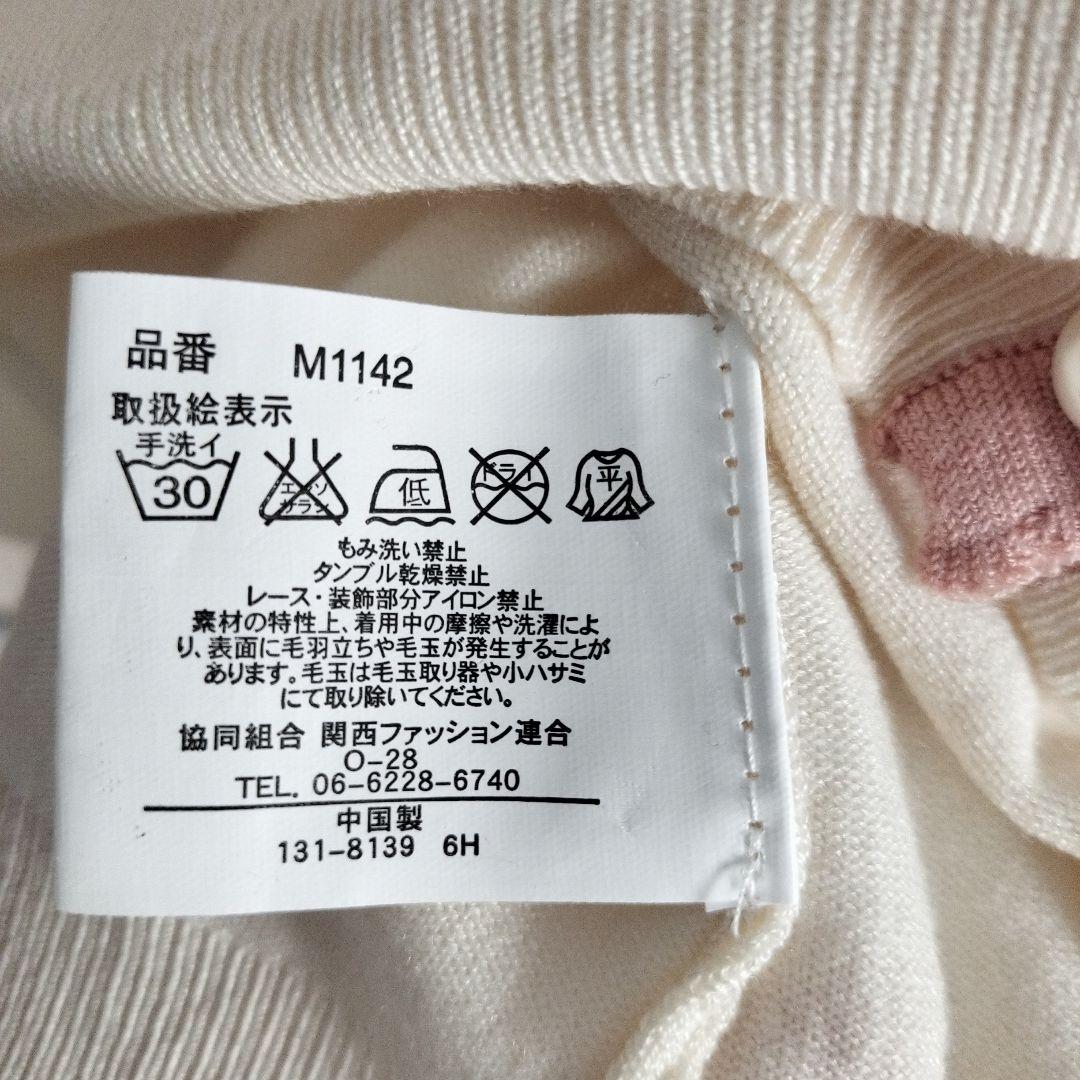 品番 M1142
取扱絵表示
手洗イ
30 エンソ サラシ 低 ドライ 平
もみ洗い禁止
タンブル乾燥禁止
レース・装飾部分アイロン禁止
素材の特性上、着用中の摩擦や洗濯によ
り、表面に毛羽立ちや毛玉が発生することが
あります。毛玉は毛玉取り器や小ハサミ
にて取り除いてください。
協同組合 関西ファッション連合
O-28
TEL. 06-6228-6740
中国製
131-8139 6H